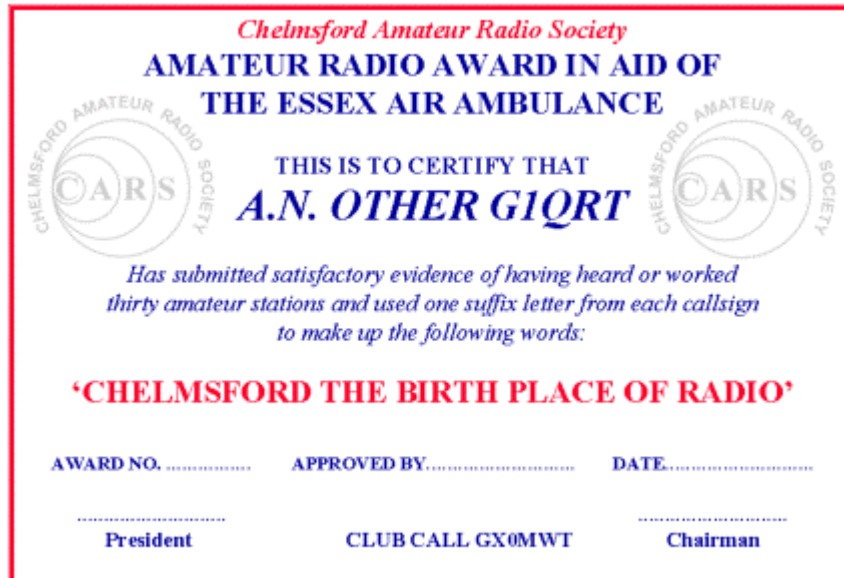 Chelmsford Amateur Radio Society
AMATEUR RADIO AWARD IN AID OF
THE ESSEX AIR AMBULANCE
CHELMSFORD AMATEUR RADIO SOCIETY
CARS
CHELMSFORD AMATEUR RADIO SOCIETY
CARS
THIS IS TO CERTIFY THAT
A.N. OTHER G1QRT
Has submitted satisfactory evidence of having heard or worked
thirty amateur stations and used one suffix letter from each callsign
to make up the following words:
‘CHELMSFORD THE BIRTH PLACE OF RADIO’
AWARD NO. ................. APPROVED BY.............................. DATE..............................
.............................. ..............................
President CLUB CALL GX0MWT Chairman